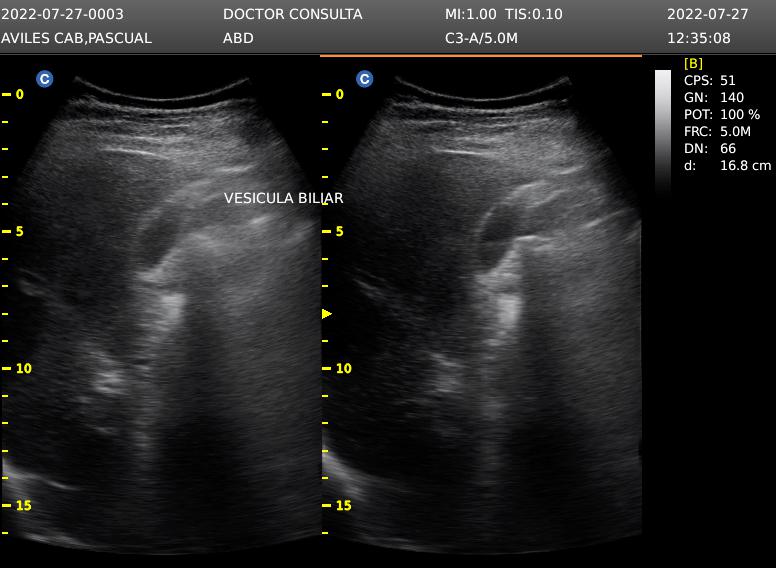 2022-07-27-0003 DOCTOR CONSULTA MI:1.00 TIS:0.10 2022-07-27
AVILES CAB,PASCUAL ABD C3-A/5.0M 12:35:08
C C
[B]
CPS: 51
GN: 140
POT: 100 %
FRC: 5.0M
DN: 66
d: 16.8 cm
0 0
VESICULA BILIAR
5 5
10 10
15 15